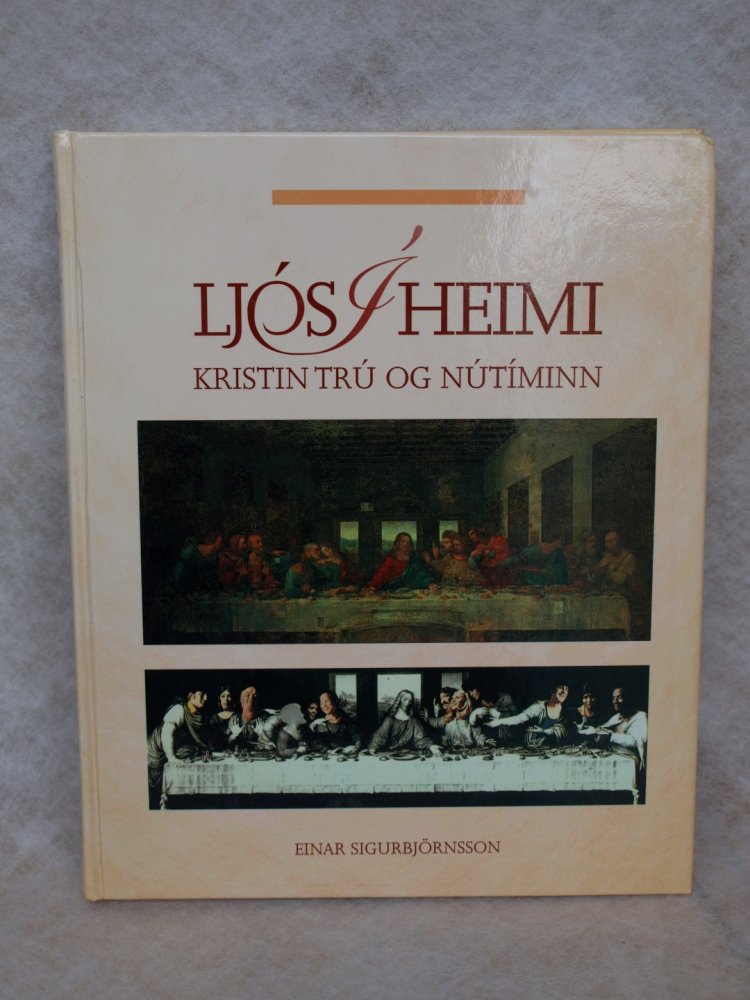 LJÓS Í HEIMI
KRISTIN TRÚ OG NÚTÍMINN
EINAR SIGURBJÖRNSSON